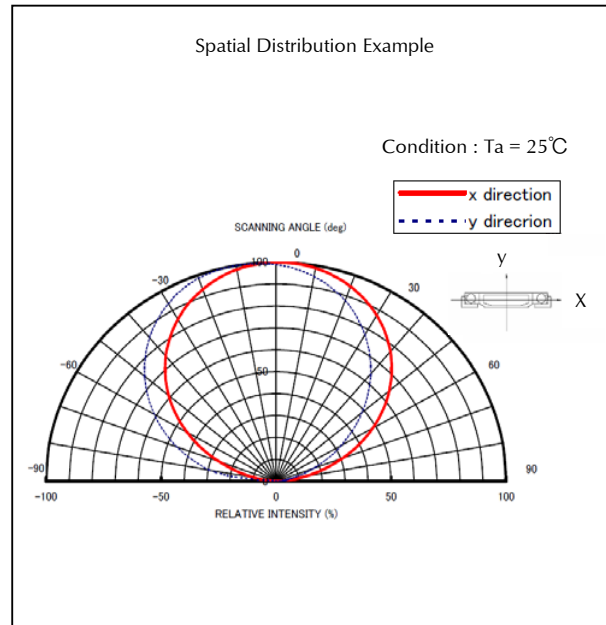 Spatial Distribution Example
Condition : Ta = 25℃
x direction
y direcrion
SCANNING ANGLE (deg)
y
X
100
0
-30
30
-60
60
50
-90
90
0
-100
-50
0
50
100
RELATIVE INTENSITY (%)